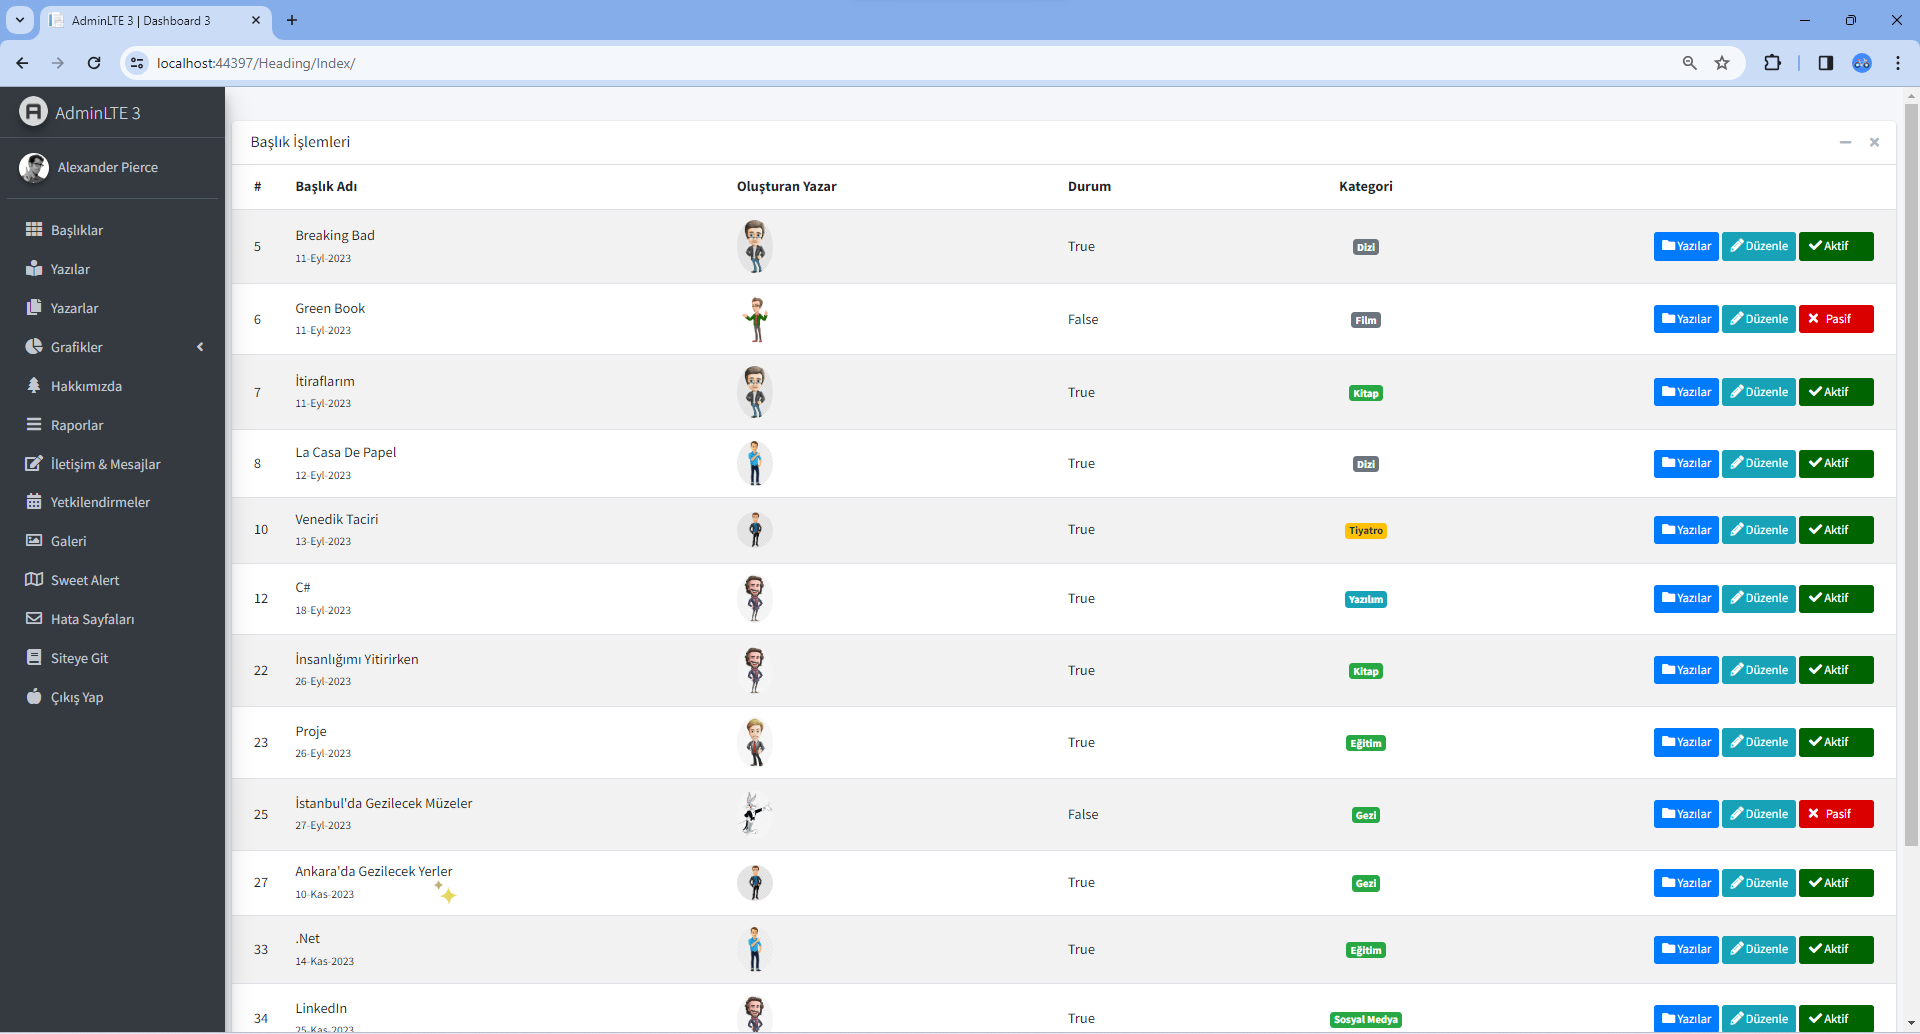 AdminLTE 3 | Dashboard 3
localhost:44397/Heading/Index/
AdminLTE 3
Alexander Pierce
Başlıklar
Yazılar
Yazarlar
Grafikler
Hakkımızda
Raporlar
İletişim & Mesajlar
Yetkilendirmeler
Galeri
Sweet Alert
Hata Sayfaları
Siteye Git
Çıkış Yap
Başlık İşlemleri
# Başlık Adı Oluşturan Yazar Durum Kategori
5 Breaking Bad True Dizi Yazılar Düzenle Aktif
11-Eyl-2023
6 Green Book False Film Yazılar Düzenle Pasif
11-Eyl-2023
7 İtiraflarım True Kitap Yazılar Düzenle Aktif
11-Eyl-2023
8 La Casa De Papel True Dizi Yazılar Düzenle Aktif
12-Eyl-2023
10 Venedik Taciri True Tiyatro Yazılar Düzenle Aktif
13-Eyl-2023
12 C# True Yazılım Yazılar Düzenle Aktif
18-Eyl-2023
22 İnsanlığımı Yitirirken True Kitap Yazılar Düzenle Aktif
26-Eyl-2023
23 Proje True Eğitim Yazılar Düzenle Aktif
26-Eyl-2023
25 İstanbul'da Gezilecek Müzeler False Gezi Yazılar Düzenle Pasif
27-Eyl-2023
27 Ankara'da Gezilecek Yerler True Gezi Yazılar Düzenle Aktif
10-Kas-2023
33 .Net True Eğitim Yazılar Düzenle Aktif
14-Kas-2023
34 LinkedIn True Sosyal Medya Yazılar Düzenle Aktif
25-Kas-2023